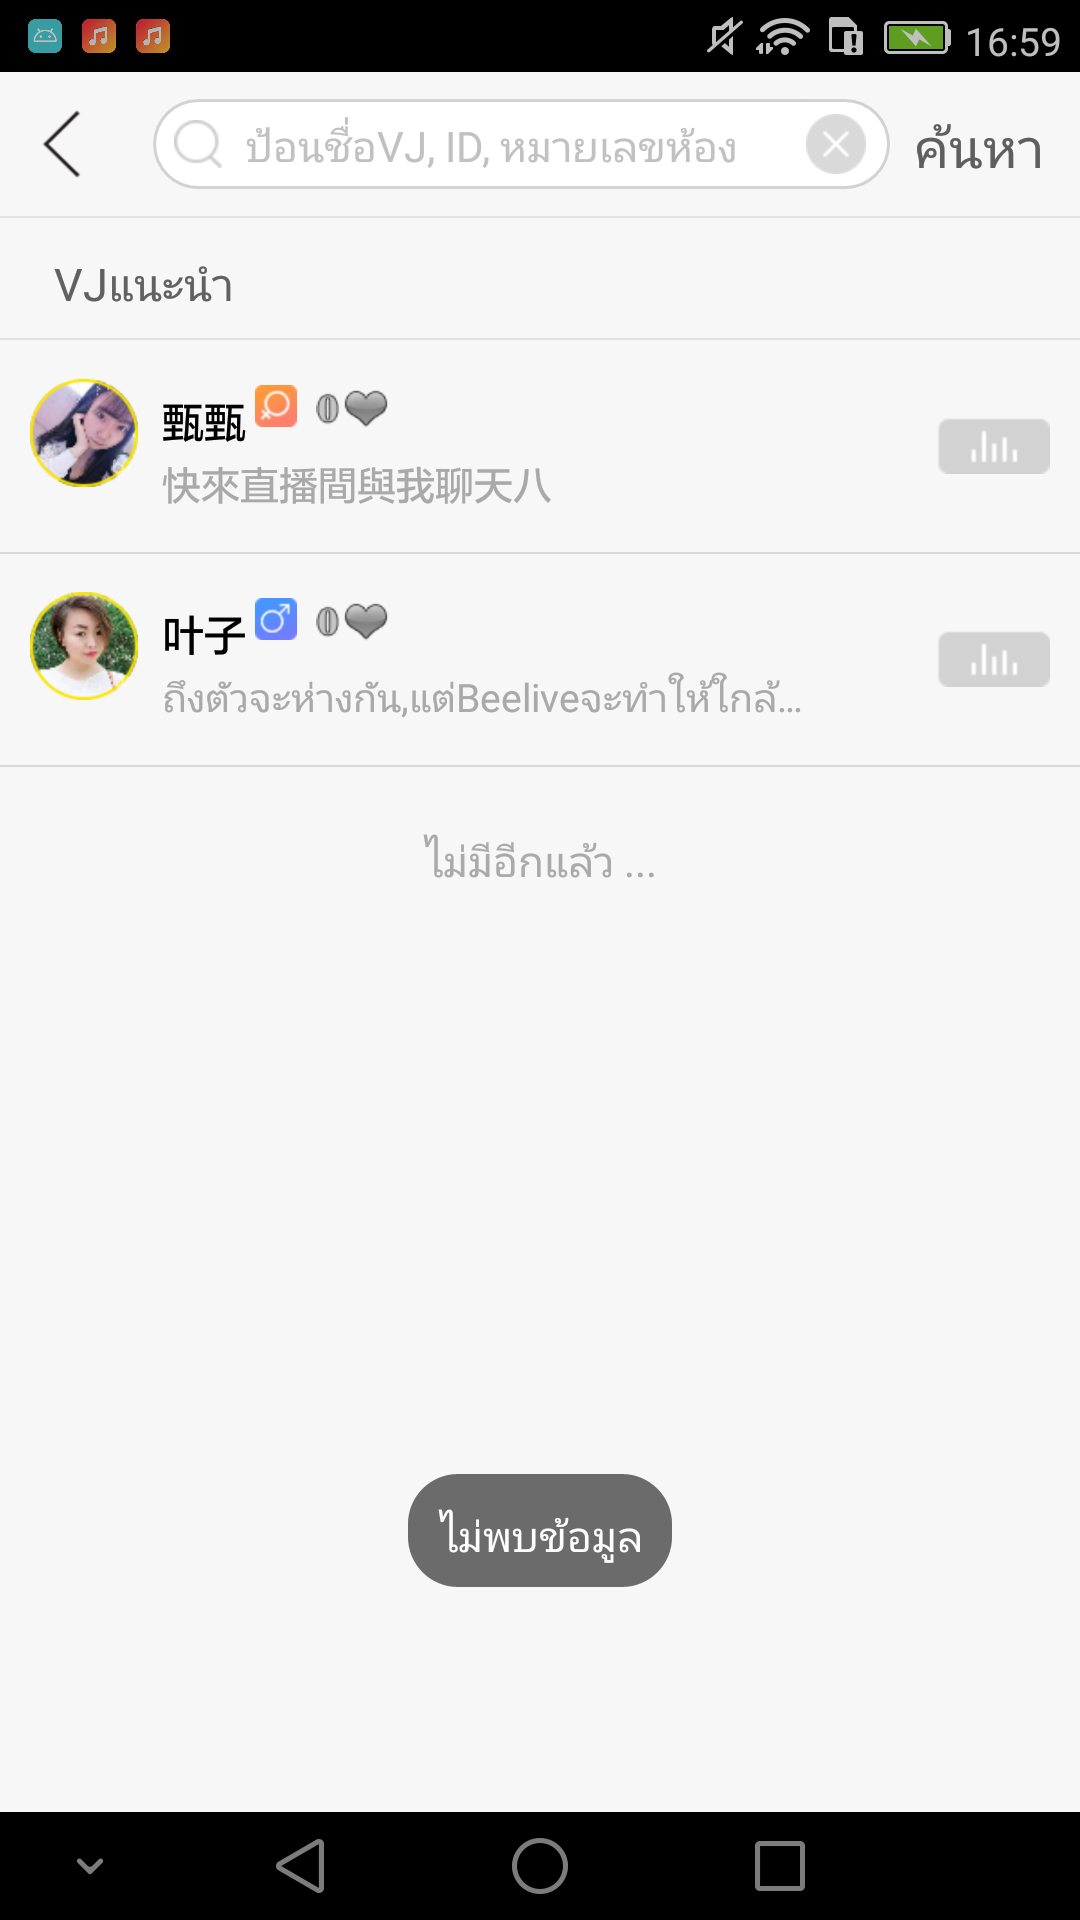 16:59
ป้อนชื่อVJ, ID, หมายเลขห้อง
ค้นหา
VJแนะนำ
甄甄 0
快來直播間與我聊天八
叶子 0
ถึงตัวจะห่างกัน,แต่Beeliveจะทำให้ใกล้...
ไม่มีอีกแล้ว ...
ไม่พบข้อมูล